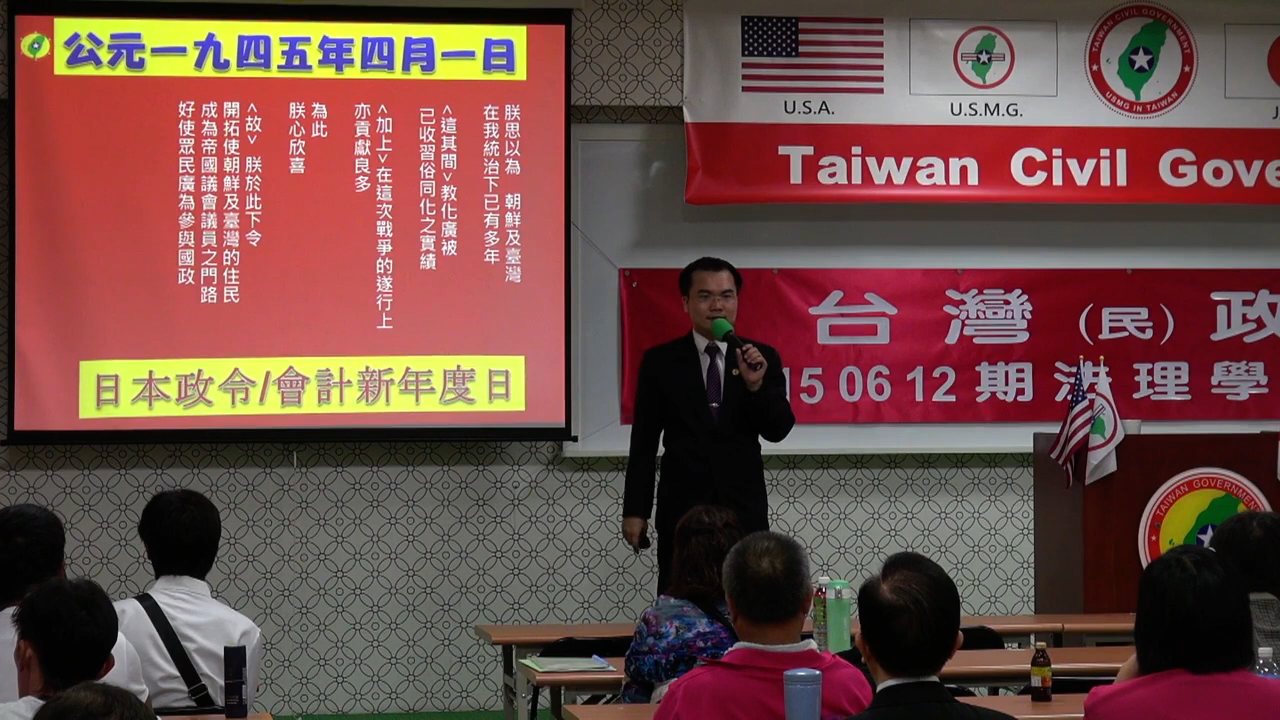 公元一九四五年四月一日
朕思以為　朝鮮及臺灣
在我統治下已有多年
<這其間>教化廣被
已收習俗同化之實績
<加上>在這次戰爭的遂行上
亦貢獻良多
為此
朕心欣喜
<故> 朕於此下令
開拓使朝鮮及臺灣的住民
成為帝國議會議員之門路
好使眾民廣為參與國政
日本政令/會計新年度日
U.S.A.
U.S.M.G.
TAIWAN CIVIL GOVERNMENT
USMG IN TAIWAN
J
Taiwan Civil Gove
台灣(民)政
15 06 12 期法理學
TAIWAN GOVERNMENT